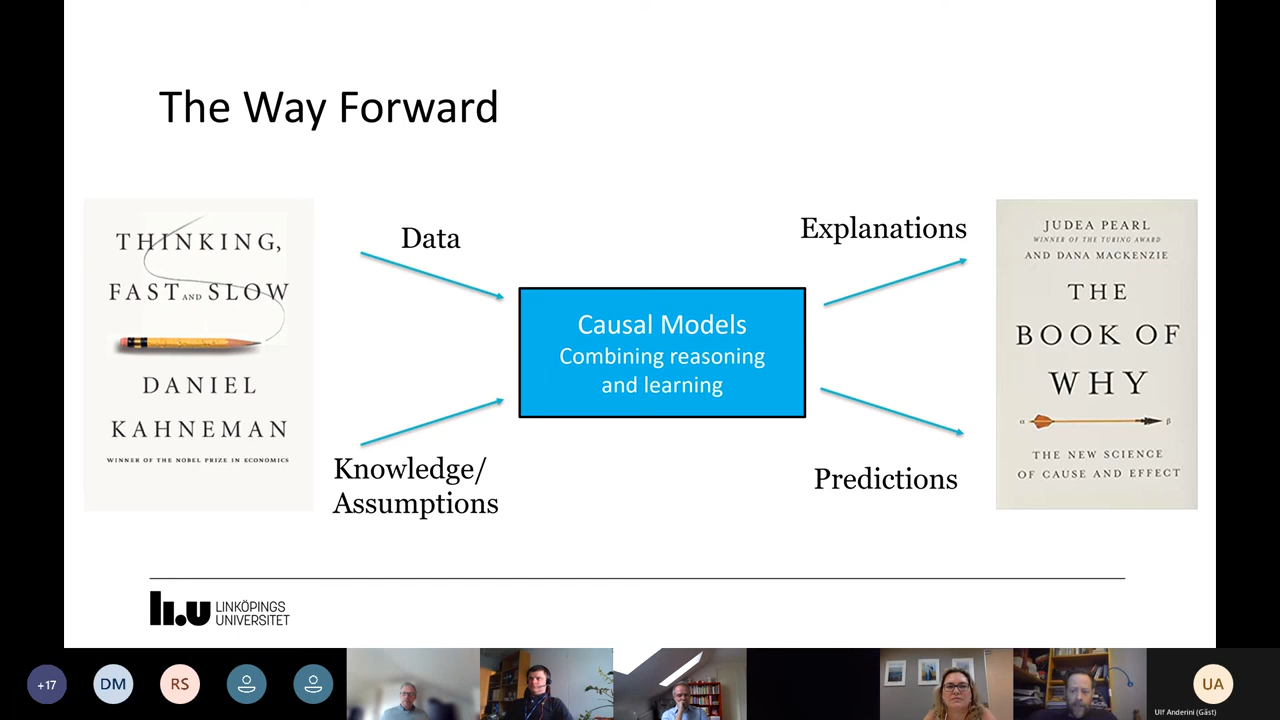 The Way Forward
THINKING,
FAST AND SLOW
DANIEL
KAHNEMAN
WINNER OF THE NOBEL PRIZE IN ECONOMICS
Data
Knowledge/
Assumptions
Causal Models
Combining reasoning
and learning
Explanations
Predictions
JUDEA PEARL
WINNER OF THE TURING AWARD
AND DANA MACKENZIE
THE
BOOK OF
WHY
α β
THE NEW SCIENCE
OF CAUSE AND EFFECT
li.u LINKÖPINGS
UNIVERSITET
+17
DM
RS
UA
Ulf Anderini (Gäst)